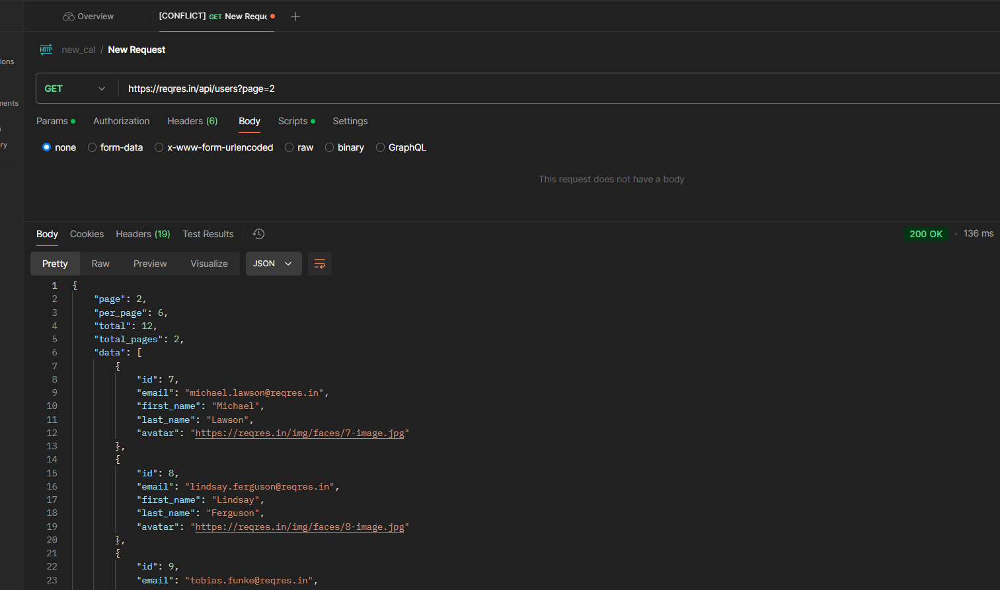 Overview
[CONFLICT] GET New Reque
new_cal / New Request
ions
GET https://reqres.in/api/users?page=2
ments
Params Authorization Headers (6) Body Scripts Settings
ry
none form-data x-www-form-urlencoded raw binary GraphQL
This request does not have a body
Body Cookies Headers (19) Test Results
200 OK 136 ms
Pretty Raw Preview Visualize JSON
1 {
2 "page": 2,
3 "per_page": 6,
4 "total": 12,
5 "total_pages": 2,
6 "data": [
7 {
8 "id": 7,
9 "email": "michael.lawson@reqres.in",
10 "first_name": "Michael",
11 "last_name": "Lawson",
12 "avatar": "https://reqres.in/img/faces/7-image.jpg"
13 },
14 {
15 "id": 8,
16 "email": "lindsay.ferguson@reqres.in",
17 "first_name": "Lindsay",
18 "last_name": "Ferguson",
19 "avatar": "https://reqres.in/img/faces/8-image.jpg"
20 },
21 {
22 "id": 9,
23 "email": "tobias.funke@reqres.in",